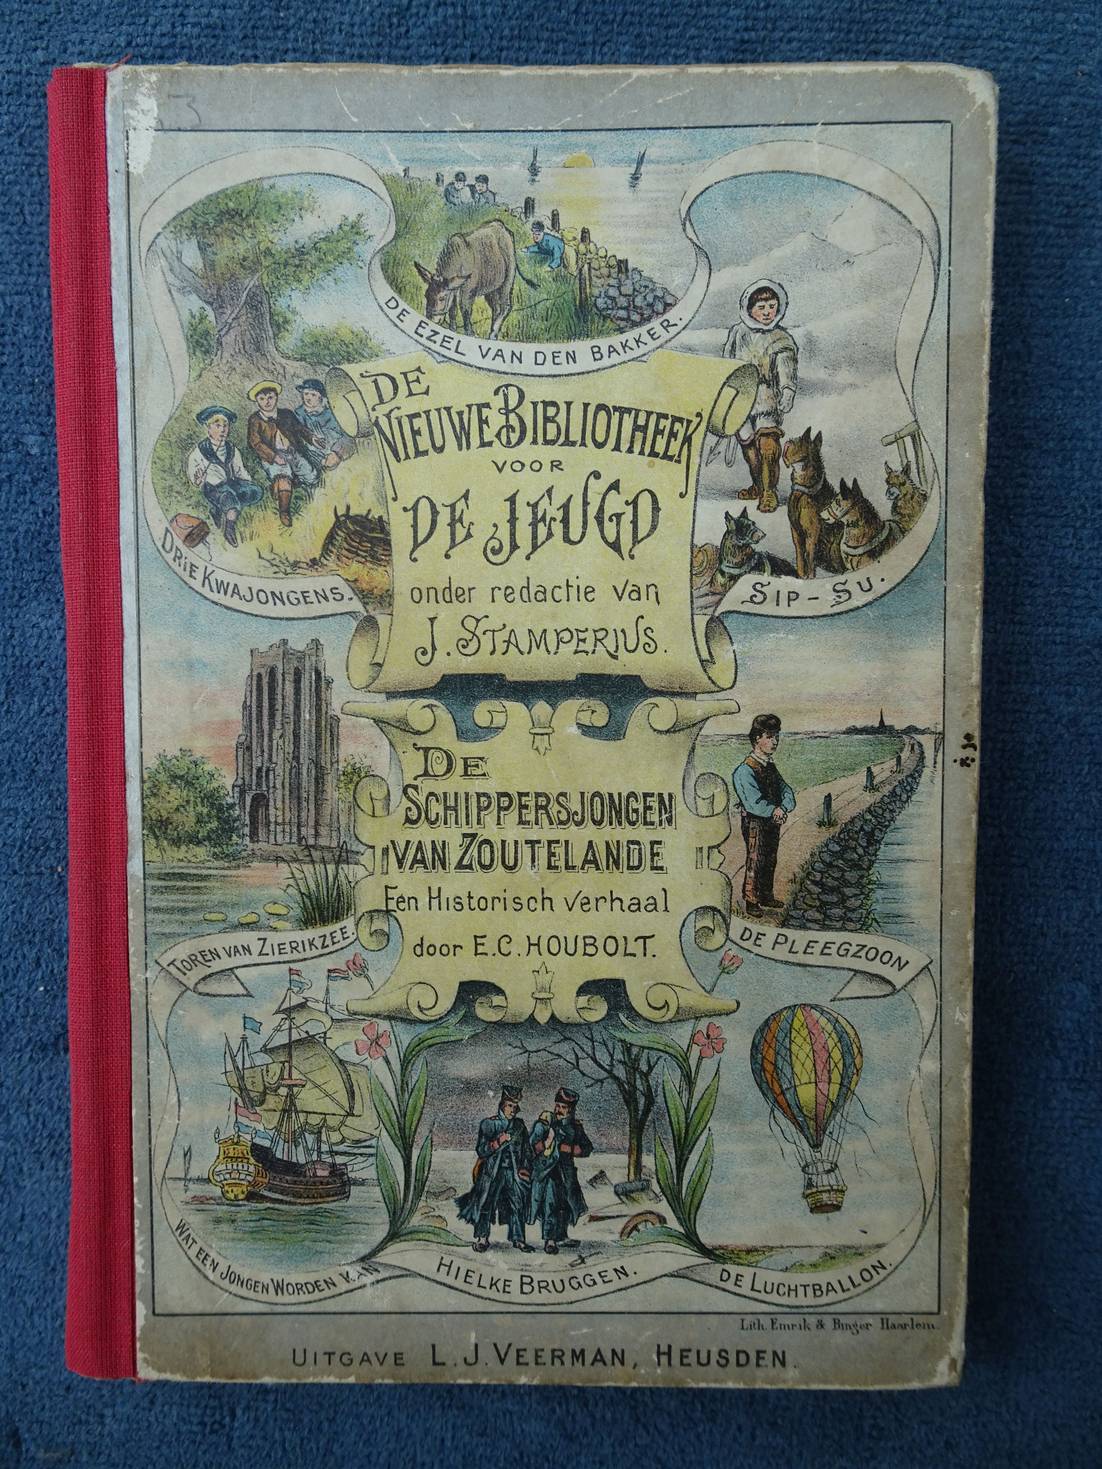 3
DE EZEL VAN DEN BAKKER.
DE
NIEUWE BIBLIOTHEEK
VOOR
DE JEUGD
onder redactie van
J. STAMPERIUS.
DRIE KWAJONGENS.
SIP-SU.
DE
SCHIPPERSJONGEN
VAN ZOUTELANDE
Een Historisch Verhaal
door E.C. HOUBOLT.
TOREN VAN ZIERIKZEE.
DE PLEEGZOON
WAT EEN JONGEN WORDEN KAN
HIELKE BRUGGEN.
DE LUCHTBALLON.
Lith. Emrik & Binger Haarlem.
UITGAVE L. J. VEERMAN, HEUSDEN.